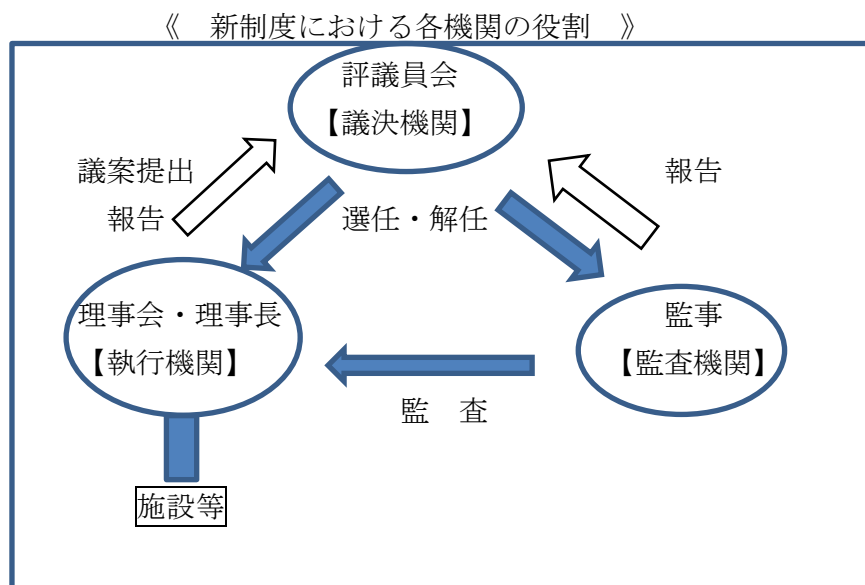 《　新制度における各機関の役割　》
評議員会
【議決機関】
議案提出
報告
報告
選任・解任
理事会・理事長
【執行機関】
監事
【監査機関】
監　査
施設等